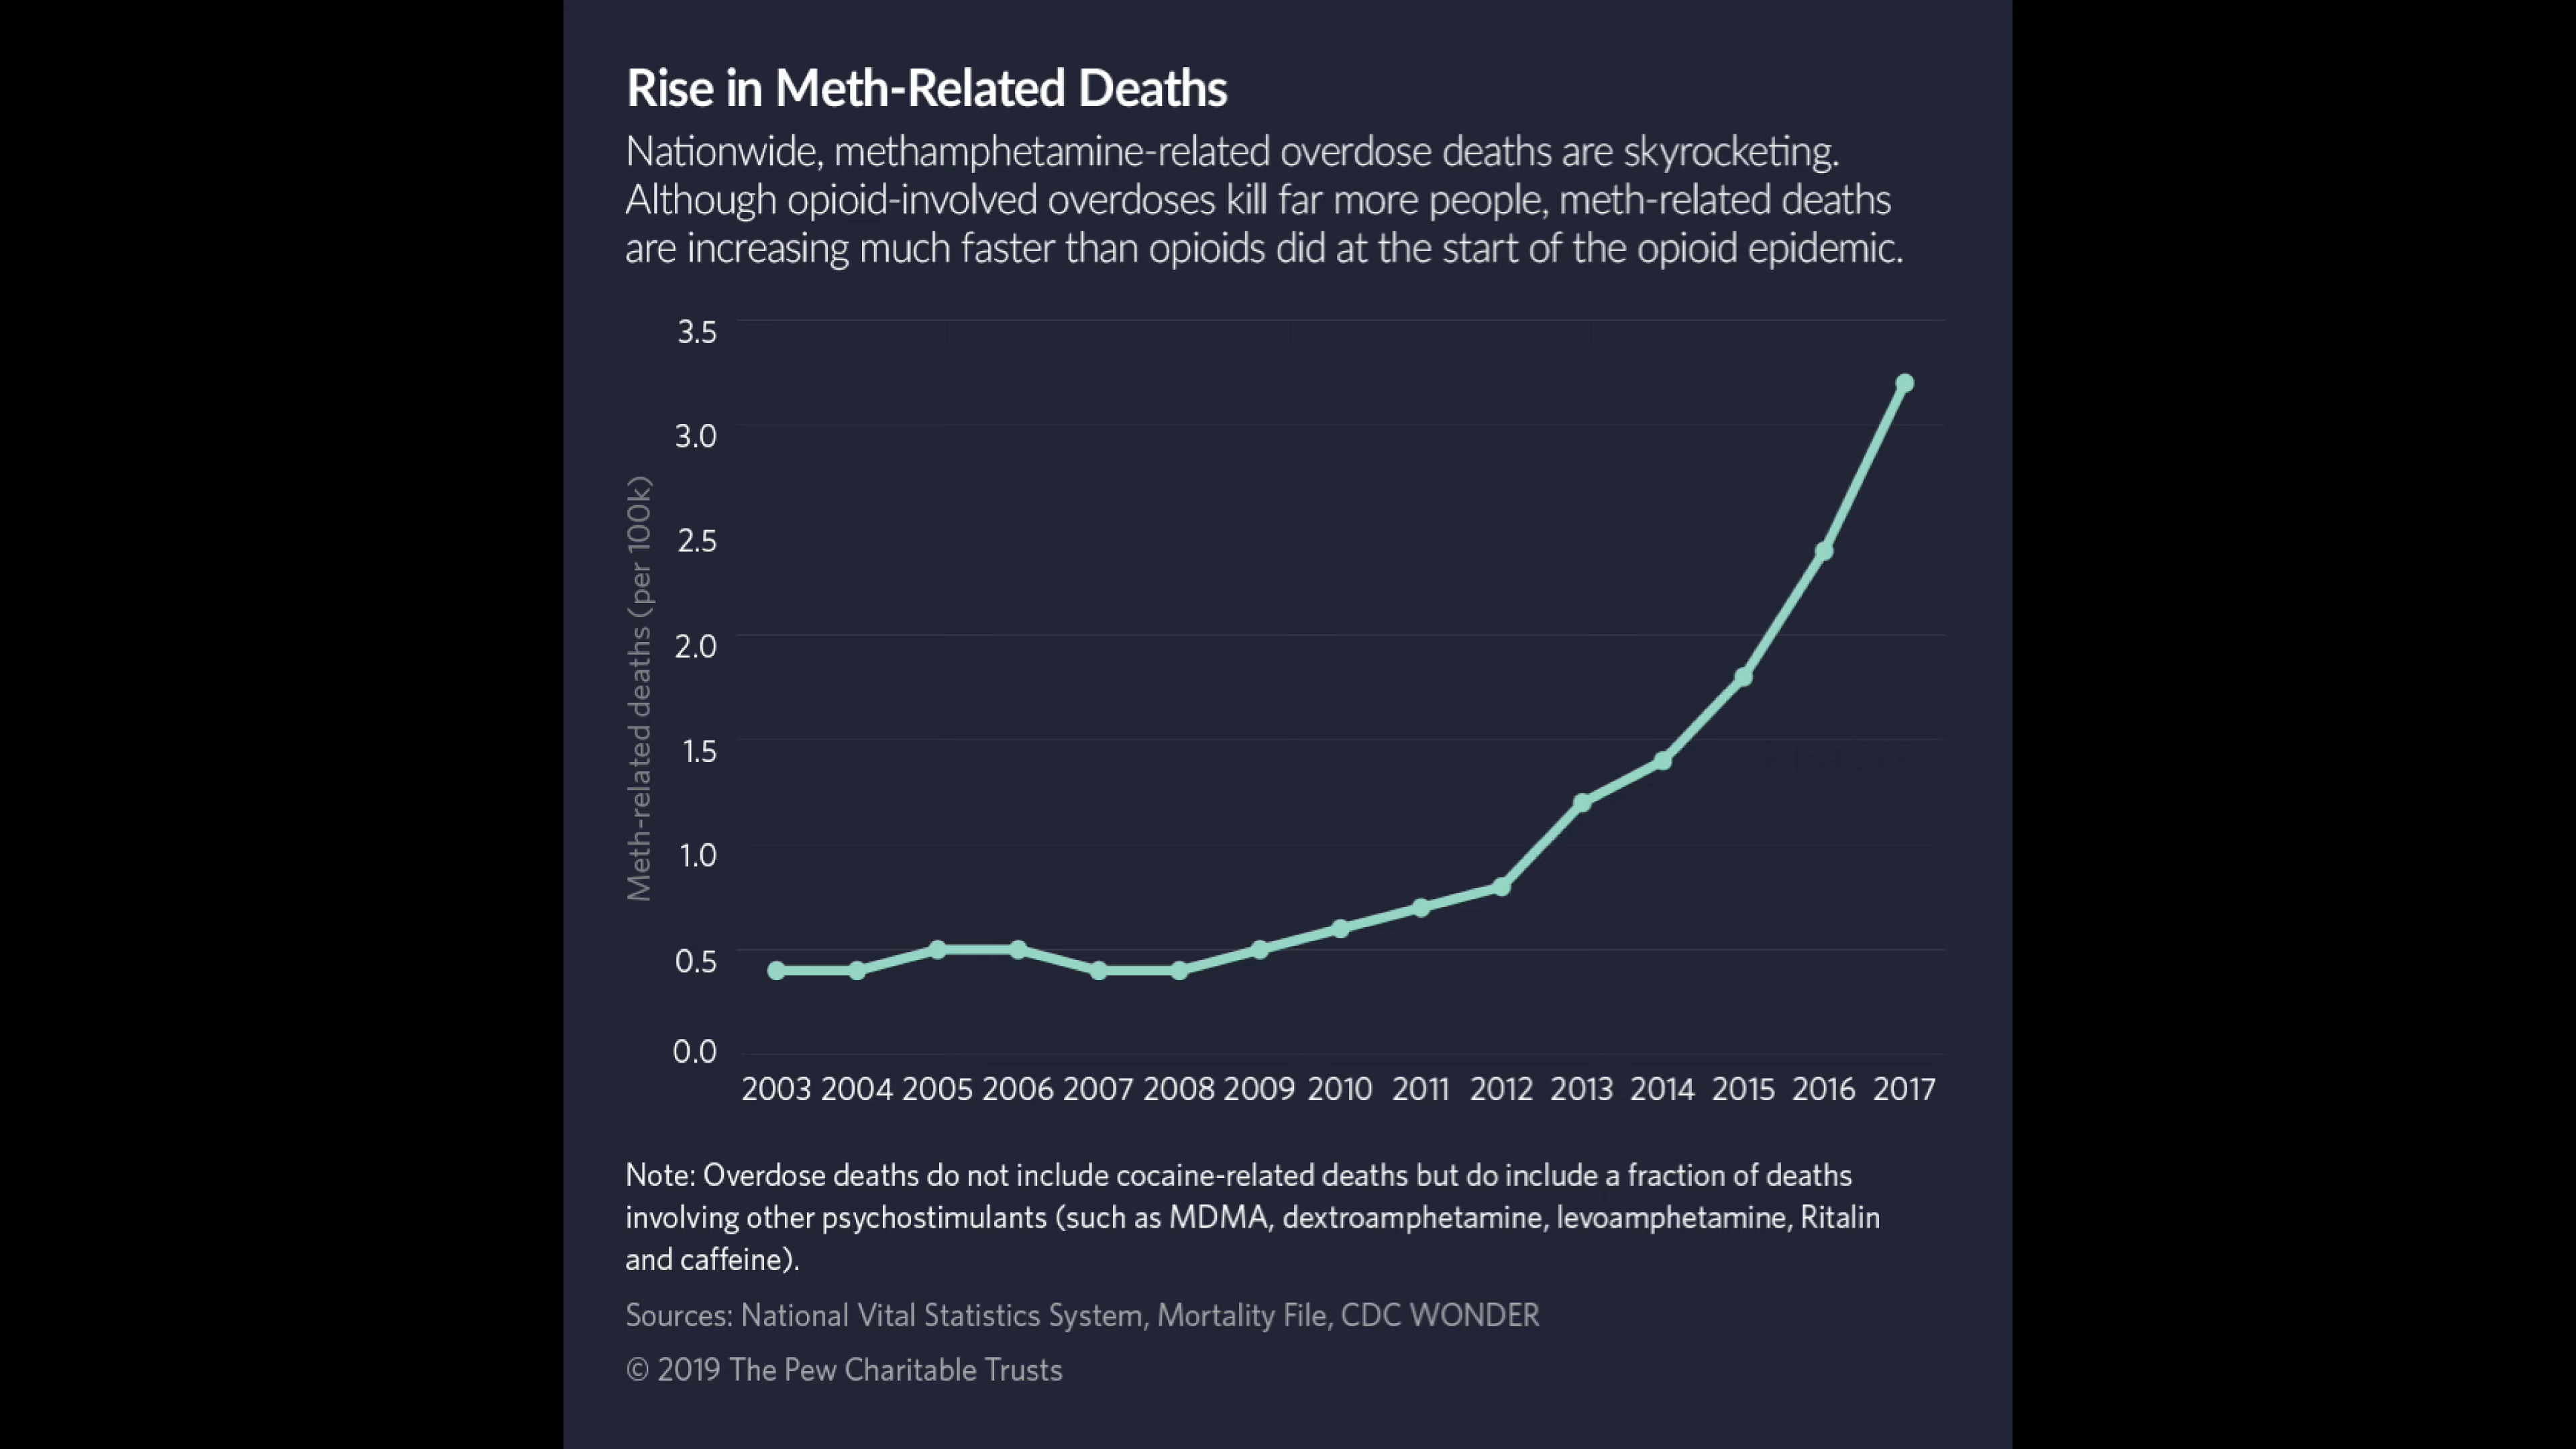 Rise in Meth-Related Deaths
Nationwide, methamphetamine-related overdose deaths are skyrocketing.
Although opioid-involved overdoses kill far more people, meth-related deaths
are increasing much faster than opioids did at the start of the opioid epidemic.
Meth-related deaths (per 100k)
3.5
3.0
2.5
2.0
1.5
1.0
0.5
0.0
2003 2004 2005 2006 2007 2008 2009 2010 2011 2012 2013 2014 2015 2016 2017
Note: Overdose deaths do not include cocaine-related deaths but do include a fraction of deaths
involving other psychostimulants (such as MDMA, dextroamphetamine, levoamphetamine, Ritalin
and caffeine).
Sources: National Vital Statistics System, Mortality File, CDC WONDER
© 2019 The Pew Charitable Trusts